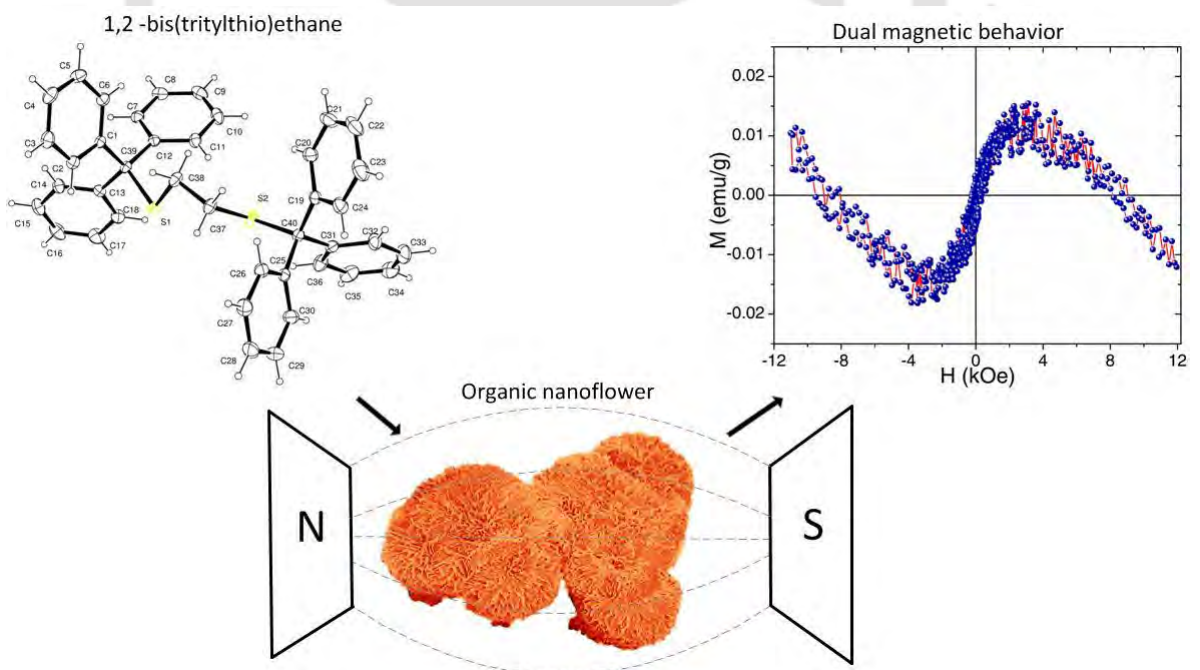 1,2 -bis(tritylthio)ethane
C5
C4
C6
C8
C9
C7
C10
C3
C1
C39
C12
C11
C2
C14
C13
C38
C15
C18
S1
C16
C17
C37
S2
C21
C22
C20
C23
C19
C24
C40
C31
C32
C33
C25
C26
C36
C35
C34
C27
C30
C28
C29
Dual magnetic behavior
0.02
0.01
0.00
-0.01
-0.02
M (emu/g)
-12 -8 -4 0 4 8 12
H (kOe)
Organic nanoflower
N
S